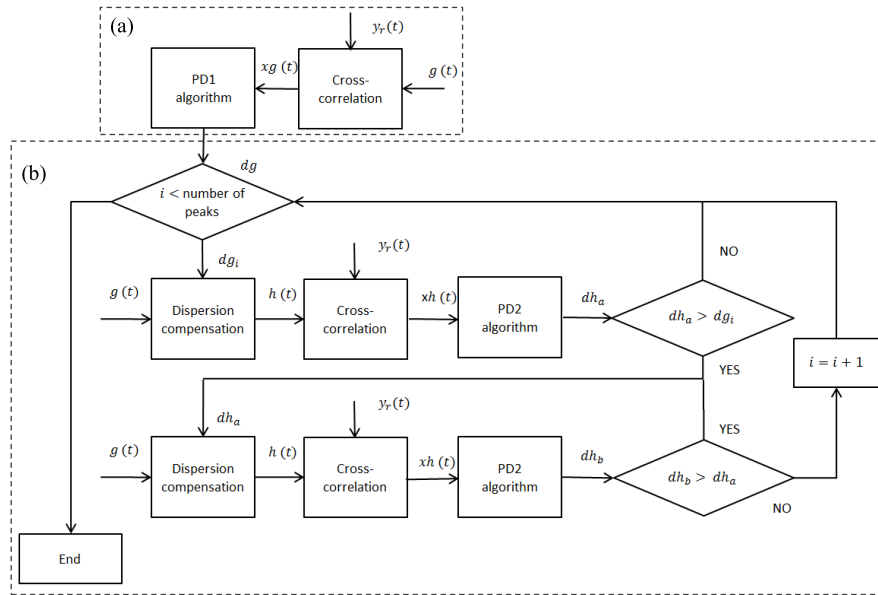 (a)
y_r(t)
PD1
algorithm
xg (t)
Cross-
correlation
g(t)
(b)
dg
i < number of
peaks
NO
dg_i
y_r(t)
g(t)
Dispersion
compensation
h(t)
Cross-
correlation
xh(t)
PD2
algorithm
dh_a
dh_a > dg_i
i = i + 1
YES
dh_a
y_r(t)
YES
g(t)
Dispersion
compensation
h(t)
Cross-
correlation
xh (t)
PD2
algorithm
dh_b
dh_b > dh_a
NO
End